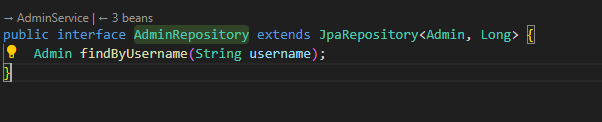 → AdminService | ← 3 beans
public interface AdminRepository extends JpaRepository<Admin, Long> {
    Admin findByUsername(String username);
}